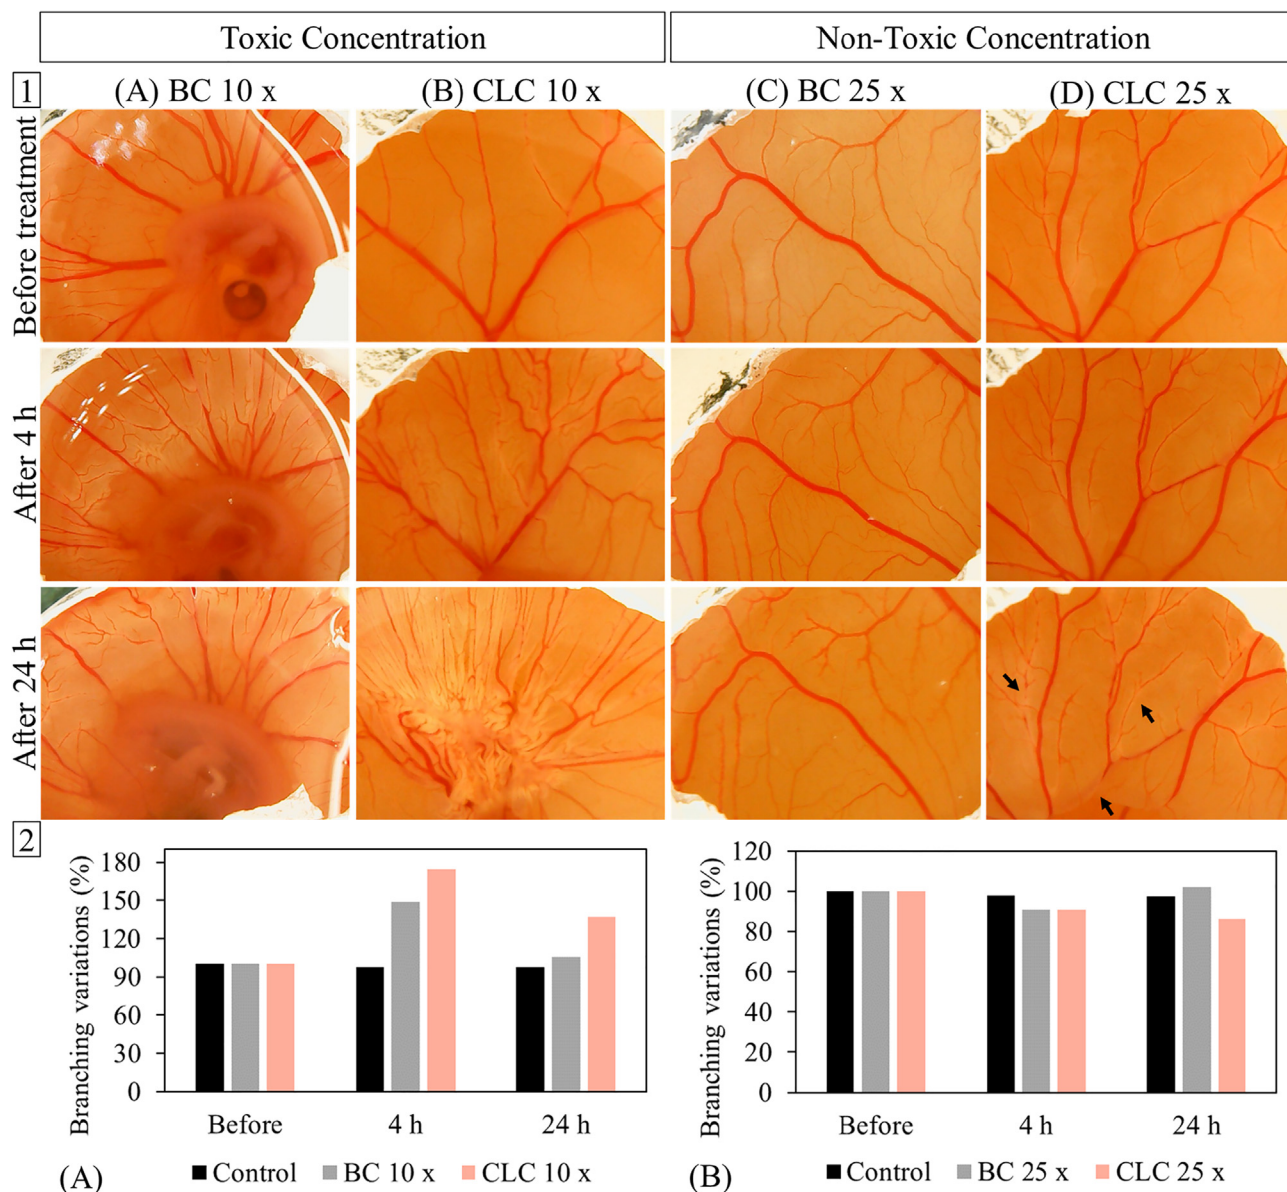 Toxic Concentration
Non-Toxic Concentration
1
(A) BC 10 x
(B) CLC 10 x
(C) BC 25 x
(D) CLC 25 x
Before treatment
After 4 h
After 24 h
2
Branching variations (%)
180
150
120
90
60
30
0
Before
4 h
24 h
(A)
Control
BC 10 x
CLC 10 x
Branching variations (%)
120
100
80
60
40
20
0
Before
4 h
24 h
(B)
Control
BC 25 x
CLC 25 x